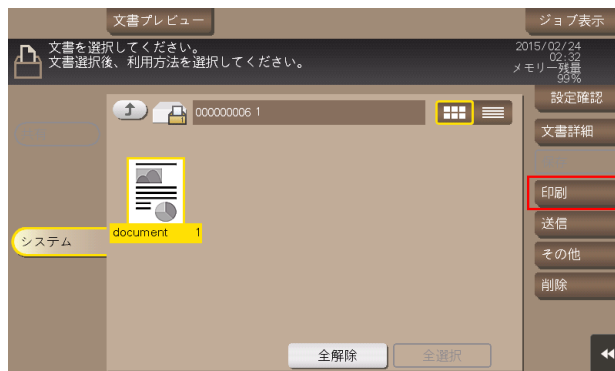 文書プレビュー
ジョブ表示
文書を選択してください。
文書選択後、利用方法を選択してください。
2015/02/24
02:32
メモリー残量
99%
設定確認
000000006 1
文書詳細
印刷
送信
document 1
システム
その他
削除
全解除
全選択